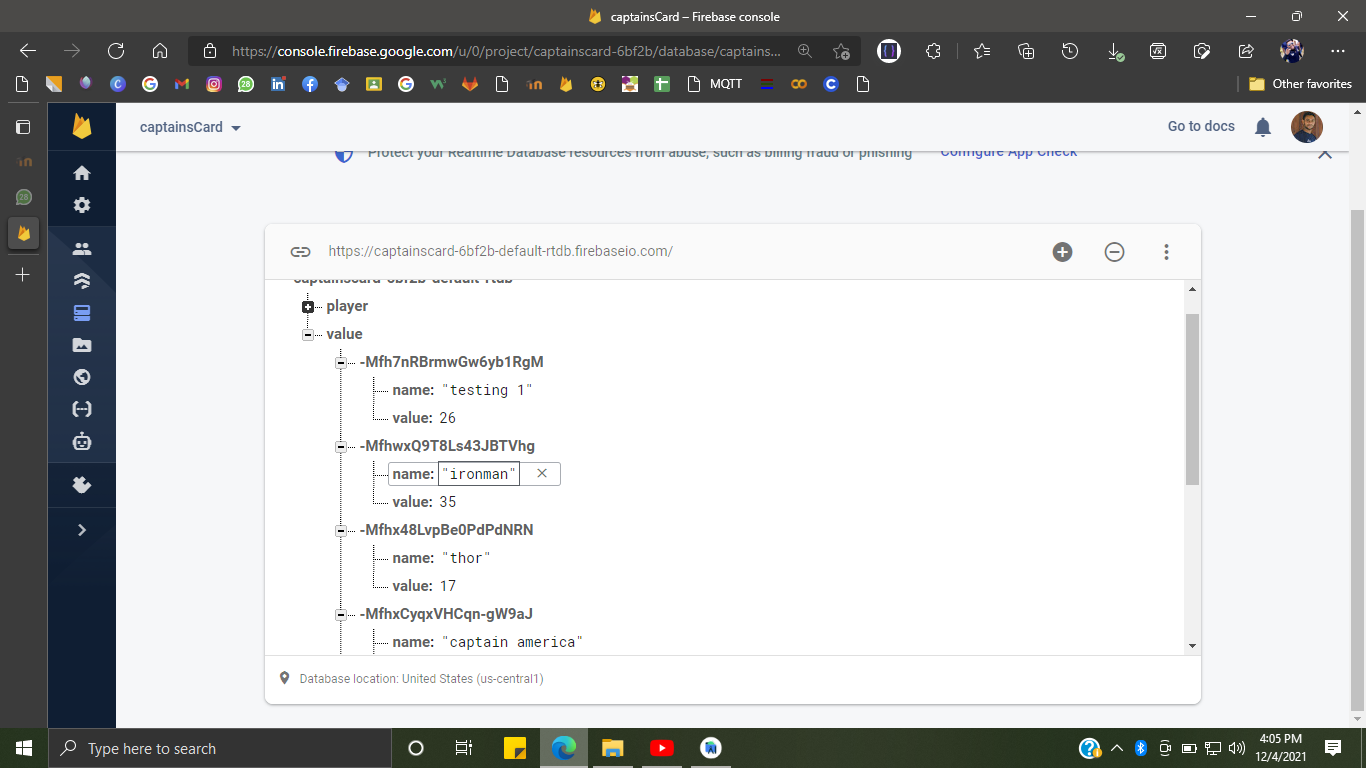 captainsCard – Firebase console
https://console.firebase.google.com/u/0/project/captainscard-6bf2b/database/captains...
MQTT
Other favorites
captainsCard
Go to docs
Protect your Realtime Database resources from abuse, such as billing fraud or phishing
Configure App Check
https://captainscard-6bf2b-default-rtdb.firebaseio.com/
captainscard-6bf2b-default-rtdb
player
value
-Mfh7nRBrmwGw6yb1RgM
name: "testing 1"
value: 26
-MfhwxQ9T8Ls43JBTVhg
name: "ironman"
value: 35
-Mfhx48LvpBe0PdPdNRN
name: "thor"
value: 17
-MfhxCyqxVHCqn-gW9aJ
name: "captain america"
Database location: United States (us-central1)
Type here to search
4:05 PM
12/4/2021